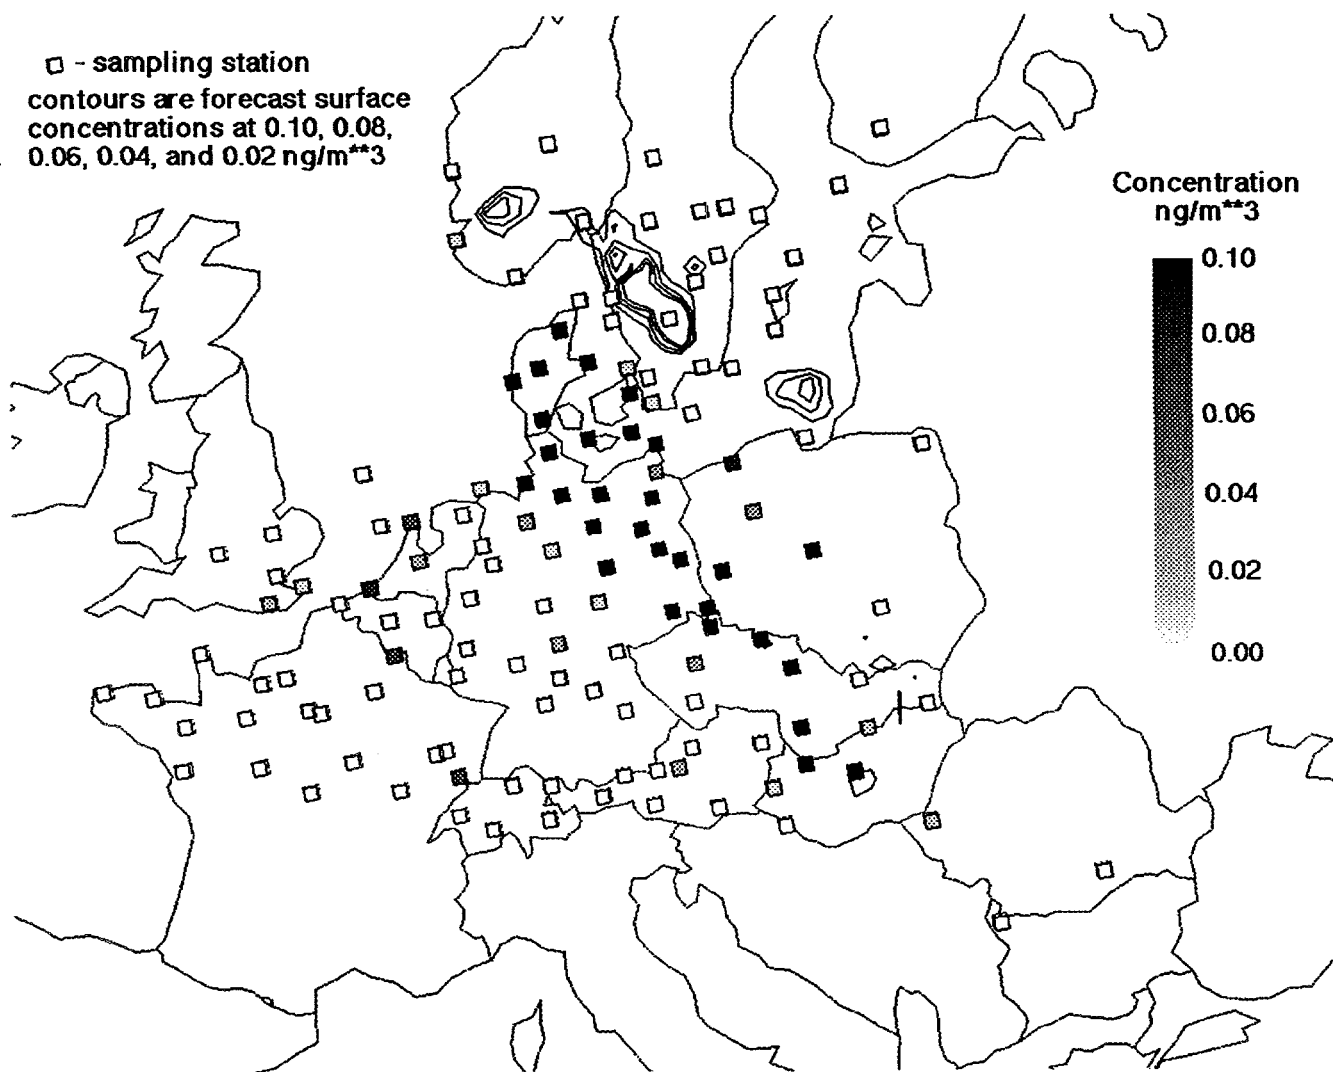 - sampling station
contours are forecast surface
concentrations at 0.10, 0.08,
0.06, 0.04, and 0.02 ng/m**3
Concentration
ng/m**3
0.10
0.08
0.06
0.04
0.02
0.00